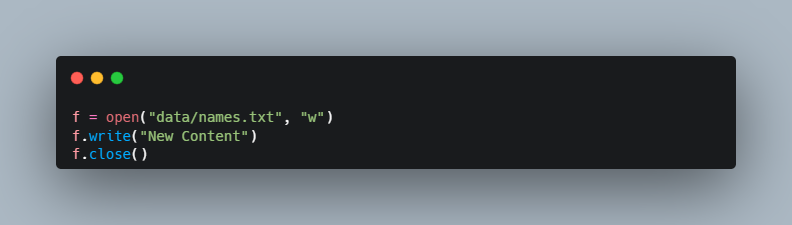 f = open("data/names.txt", "w")
f.write("New Content")
f.close()